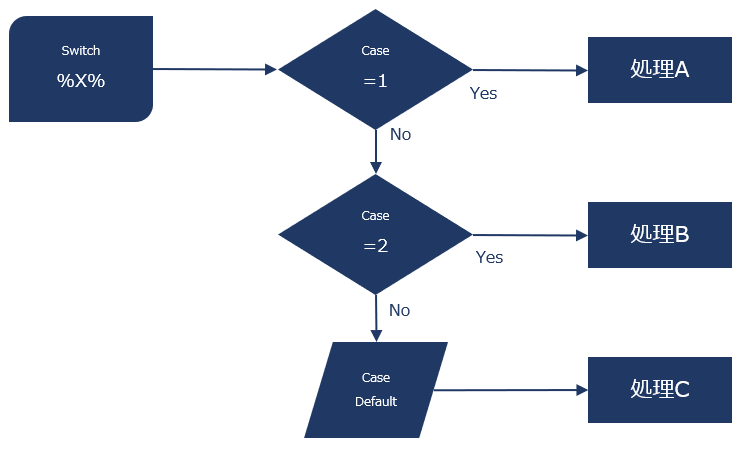 Switch
%X%
Case
=1
Yes
処理A
No
Case
=2
Yes
処理B
No
Case
Default
処理C